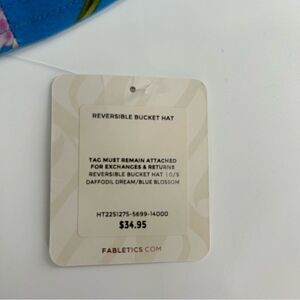 REVERSIBLE BUCKET HAT
TAG MUST REMAIN ATTACHED
FOR EXCHANGES & RETURNS
REVERSIBLE BUCKET HAT | O/S
DAFFODIL DREAM/BLUE BLOSSOM
HT2251275-5699-14000
$34.95
FABLETICS.COM